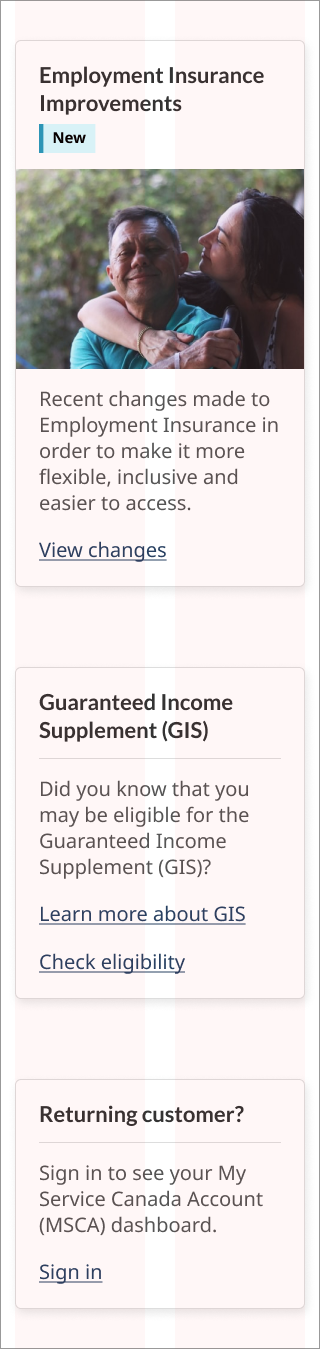 Employment Insurance
Improvements
New
Recent changes made to
Employment Insurance in
order to make it more
flexible, inclusive and
easier to access.
View changes
Guaranteed Income
Supplement (GIS)
Did you know that you
may be eligible for the
Guaranteed Income
Supplement (GIS)?
Learn more about GIS
Check eligibility
Returning customer?
Sign in to see your My
Service Canada Account
(MSCA) dashboard.
Sign in